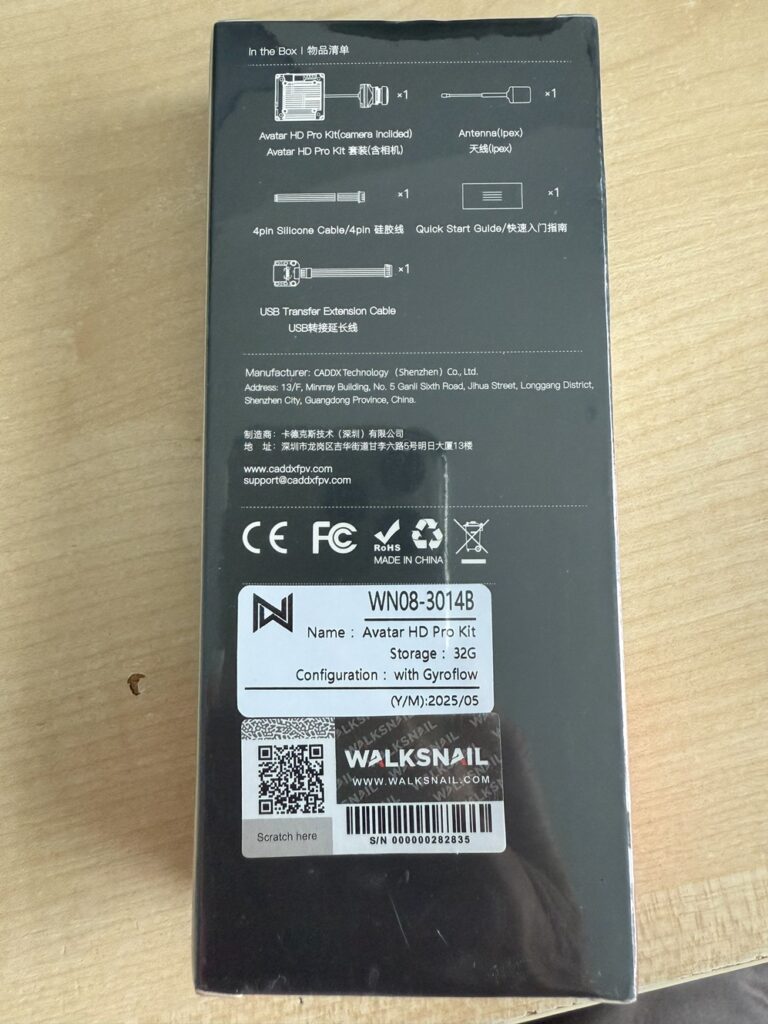 In the Box | 物品清单
×1
×1
Avatar HD Pro Kit(camera included)
Avatar HD Pro Kit 套装(含相机)
Antenna(Ipex)
天线(Ipex)
×1
×1
4pin Silicone Cable/4pin 硅胶线
Quick Start Guide/快速入门指南
×1
USB Transfer Extension Cable
USB转接延长线
Manufacturer: CADDX Technology (Shenzhen) Co., Ltd.
Address: 13/F, Minrray Building, No. 5 Ganli Sixth Road, Jihua Street, Longgang District,
Shenzhen City, Guangdong Province, China.
制造商: 卡德克斯技术 (深圳) 有限公司
地 址: 深圳市龙岗区吉华街道甘李六路5号明日大厦13楼
www.caddxfpv.com
support@caddxfpv.com
CE FC RoHS
MADE IN CHINA
WN08-3014B
Name : Avatar HD Pro Kit
Storage : 32G
Configuration : with Gyroflow
(Y/M):2025/05
WALKSNAIL
WWW.WALKSNAIL.COM
Scratch here
S/N 000000282835